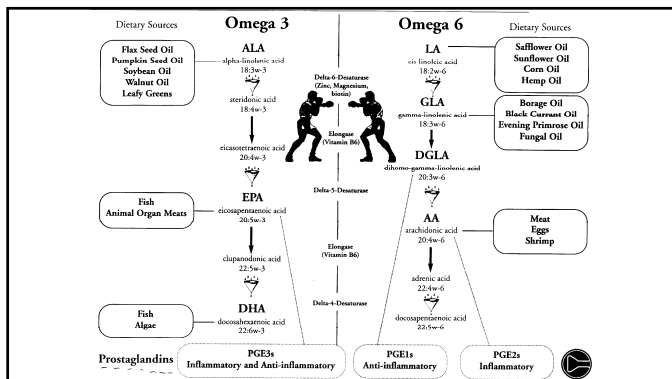 Dietary Sources
Omega 3
Omega 6
Dietary Sources
Flax Seed Oil
Pumpkin Seed Oil
Soybean Oil
Walnut Oil
Leafy Greens
ALA
alpha-linolenic acid
18:3w-3
steridonic acid
18:4w-3
eicasotetraenoic acid
20:4w-3
Fish
Animal Organ Meats
EPA
eicosapentaenoic acid
20:5w-3
clupanodonic acid
22:5w-3
Fish
Algae
DHA
docosahexaenoic acid
22:6w-3
Delta-6-Desaturase
(Zinc, Magnesium,
biotin)
Elongase
(Vitamin B6)
Delta-5-Desaturase
Elongase
(Vitamin B6)
Delta-4-Desaturase
LA
cis linoleic acid
18:2w-6
GLA
gamma-linolenic acid
18:3w-6
DGLA
dihomo-gamma-linolenic acid
20:3w-6
AA
arachidonic acid
20:4w-6
adrenic acid
22:4w-6
docosapentaenoic acid
22:5w-6
Safflower Oil
Sunflower Oil
Corn Oil
Hemp Oil
Borage Oil
Black Currant Oil
Evening Primrose Oil
Fungal Oil
Meat
Eggs
Shrimp
Prostaglandins
PGE3s
Inflammatory and Anti-inflammatory
PGE1s
Anti-inflammatory
PGE2s
Inflammatory